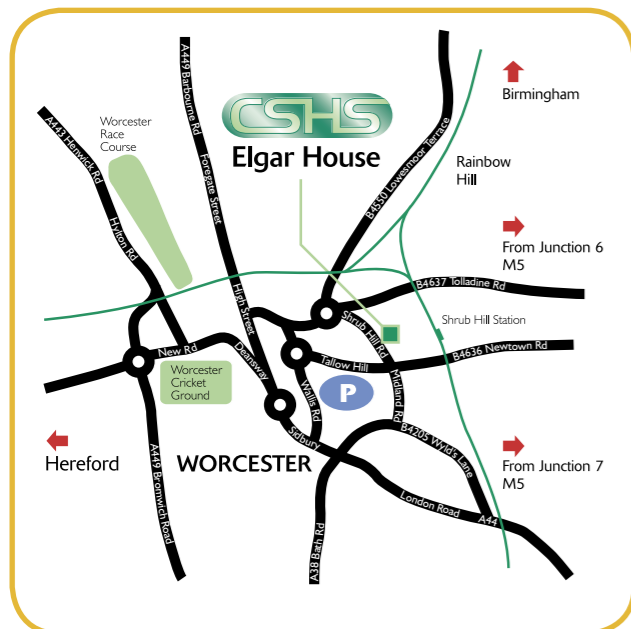 A449 Barbourne Rd
CSHS
Elgar House
Birmingham
Worcester
Race
Course
A443 Henwick Rd
Foregate Street
B4550 Lowesmoor Terrace
Rainbow
Hill
Hylton Rd
From Junction 6
M5
High Street
B4637 Tolladine Rd
Shrub Hill Rd
Shrub Hill Station
New Rd
Deansway
Tallow Hill
B4636 Newtown Rd
Worcester
Cricket
Ground
Wallis Rd
P
Midland Rd
Sidbury
B4205 Wyld's Lane
Hereford
WORCESTER
From Junction 7
M5
A449 Bromwich Road
London Road
A44
A38 Bath Rd